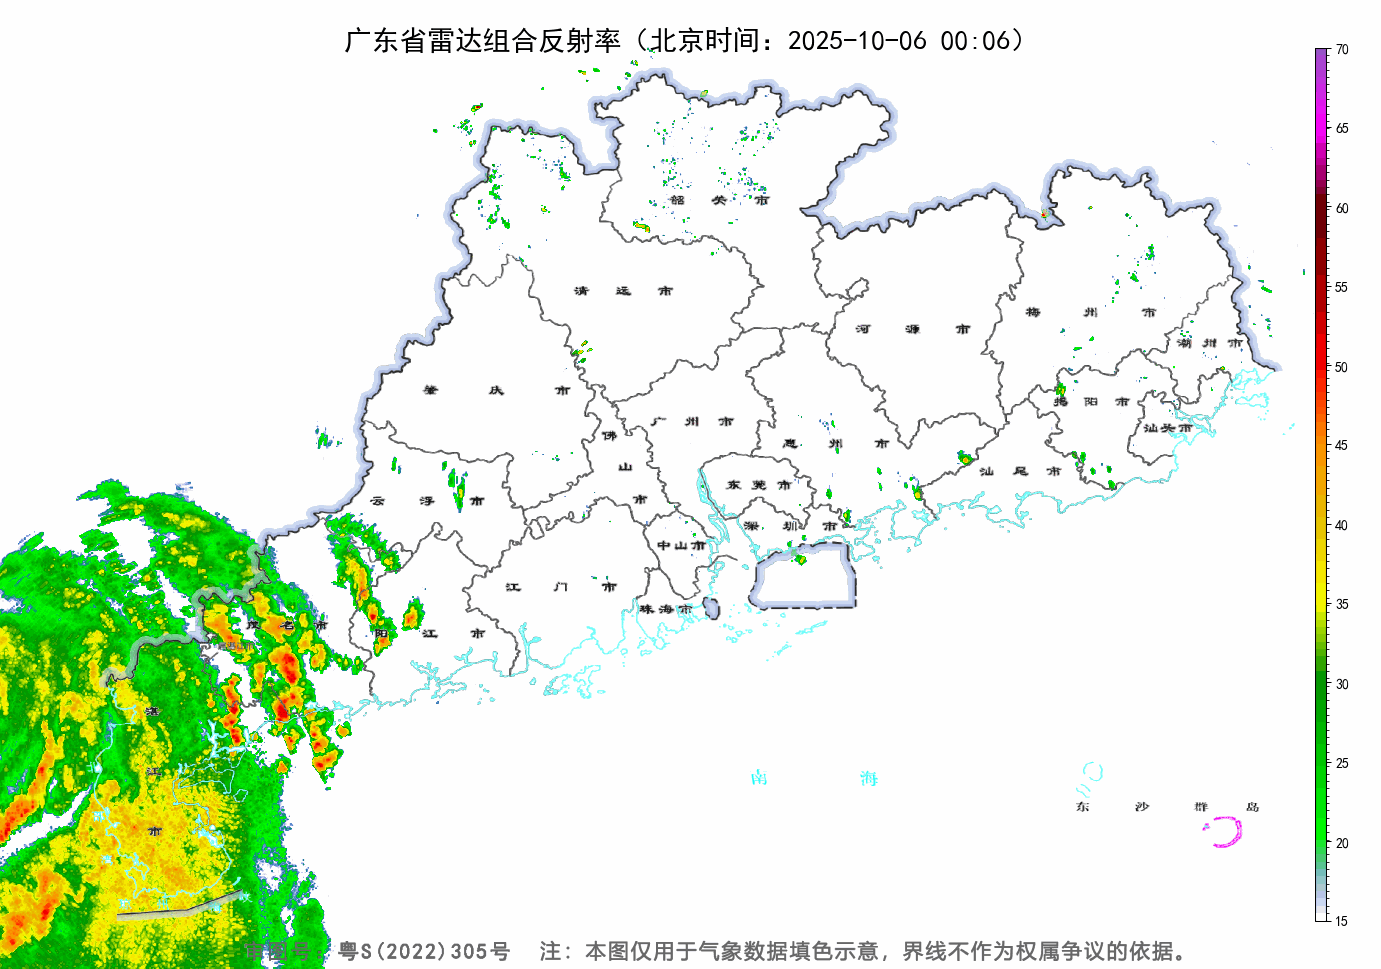 广东省雷达组合反射率（北京时间：2025-10-06 00:06）
70
65
60
55
50
45
40
35
30
25
20
15
韶关市
清远市
河源市
梅州市
潮州市
肇庆市
广州市
佛山市
惠州市
揭阳市
汕头市
汕尾市
东莞市
云浮市
深圳市
中山市
江门市
珠海市
阳江市
茂名市
湛江市
南海
东沙群岛
审图号：粤S(2022)305号 注：本图仅用于气象数据填色示意，界线不作为权属争议的依据。